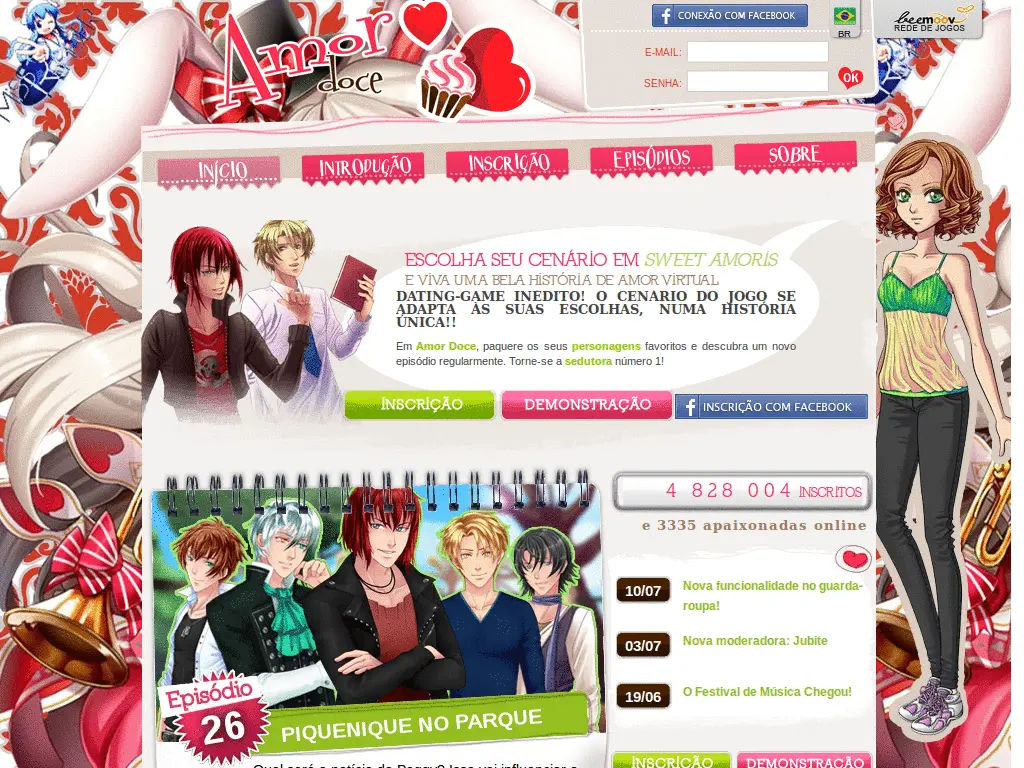 Amor
doce
CONEXÃO COM FACEBOOK
BR
beemoov
REDE DE JOGOS
E-MAIL:
SENHA:
OK
INÍCIO
INTRODUÇÃO
INSCRIÇÃO
EPISÓDIOS
SOBRE
ESCOLHA SEU CENÁRIO EM SWEET AMORIS
E VIVA UMA BELA HISTÓRIA DE AMOR VIRTUAL
DATING-GAME INEDITO! O CENARIO DO JOGO SE
ADAPTA ÀS SUAS ESCOLHAS, NUMA HISTÓRIA
ÚNICA!!
Em Amor Doce, paquere os seus personagens favoritos e descubra um novo
episódio regularmente. Torne-se a sedutora número 1!
INSCRIÇÃO
DEMONSTRAÇÃO
INSCRIÇÃO COM FACEBOOK
4 828 004 INSCRITOS
e 3335 apaixonadas online
10/07
Nova funcionalidade no guarda-
roupa!
03/07
Nova moderadora: Jubite
19/06
O Festival de Música Chegou!
Episódio
26
PIQUENIQUE NO PARQUE
INSCRIÇÃO
DEMONSTRAÇÃO